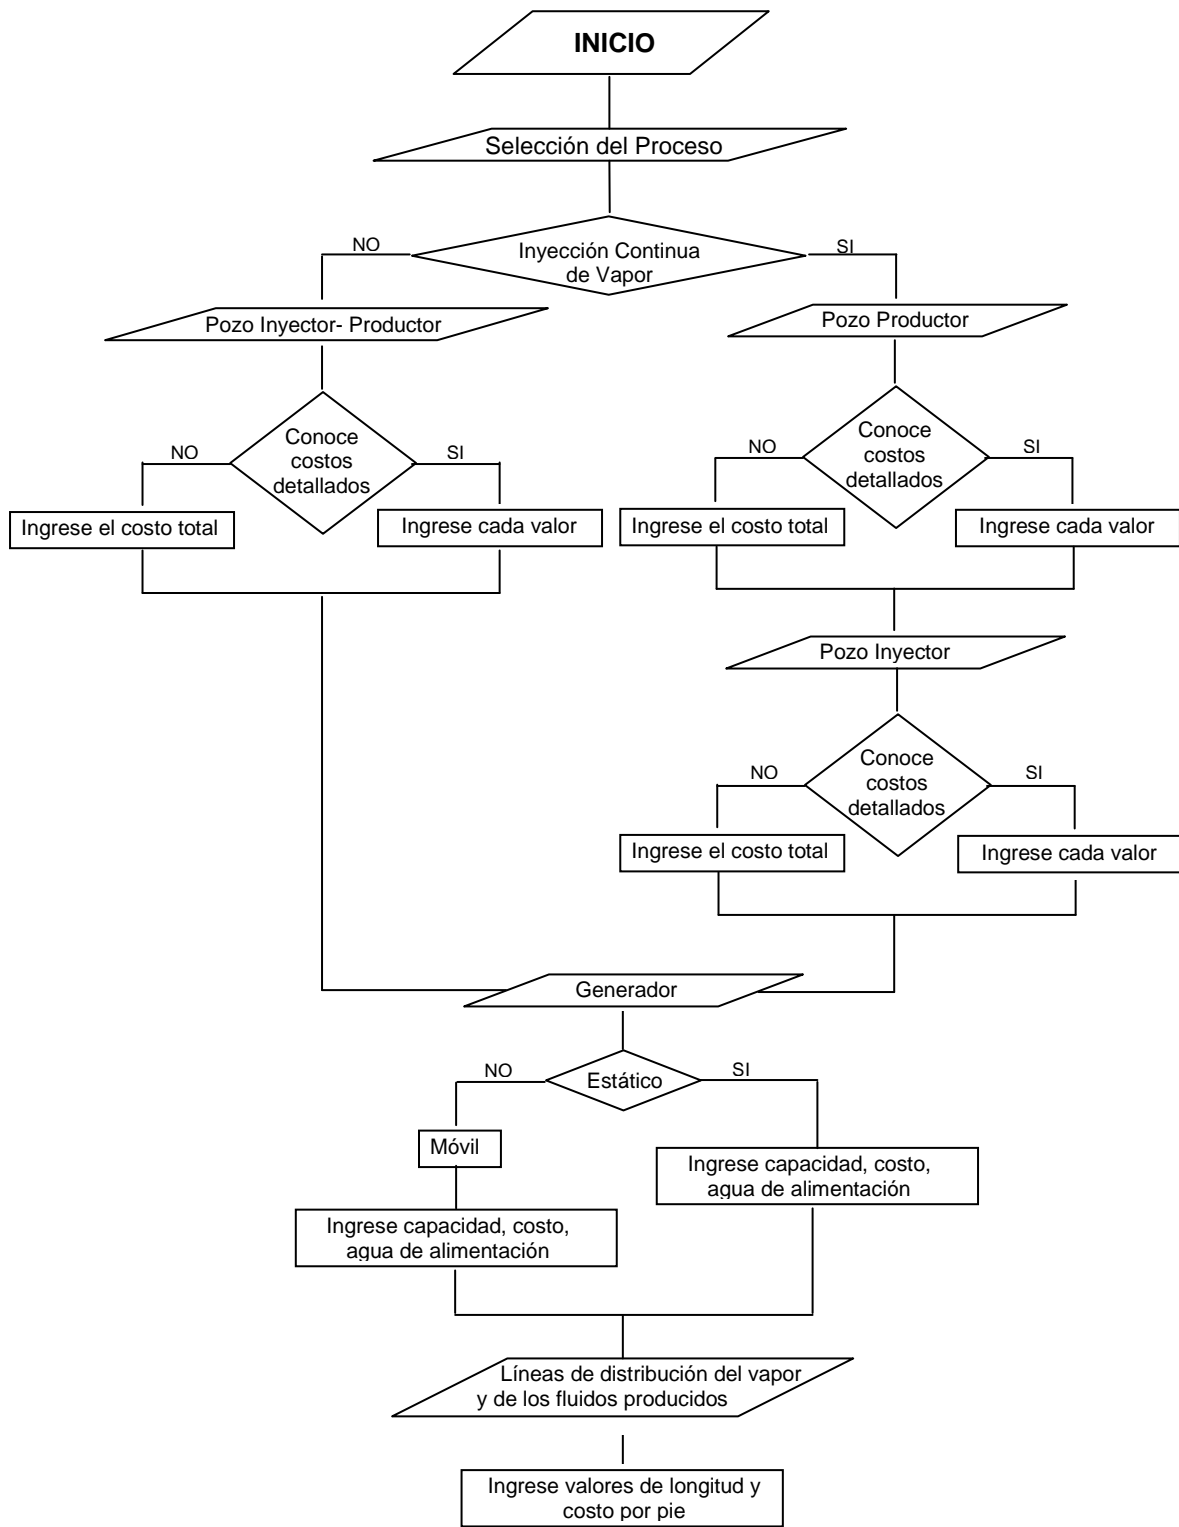 INICIO
Selección del Proceso
NO
Inyección Continua
de Vapor
SI
Pozo Inyector- Productor
Pozo Productor
NO
Conoce
costos
detallados
SI
NO
Conoce
costos
detallados
SI
Ingrese el costo total
Ingrese cada valor
Ingrese el costo total
Ingrese cada valor
Pozo Inyector
NO
Conoce
costos
detallados
SI
Ingrese el costo total
Ingrese cada valor
Generador
NO
Estático
SI
Móvil
Ingrese capacidad, costo,
agua de alimentación
Ingrese capacidad, costo,
agua de alimentación
Líneas de distribución del vapor
y de los fluidos producidos
Ingrese valores de longitud y
costo por pie